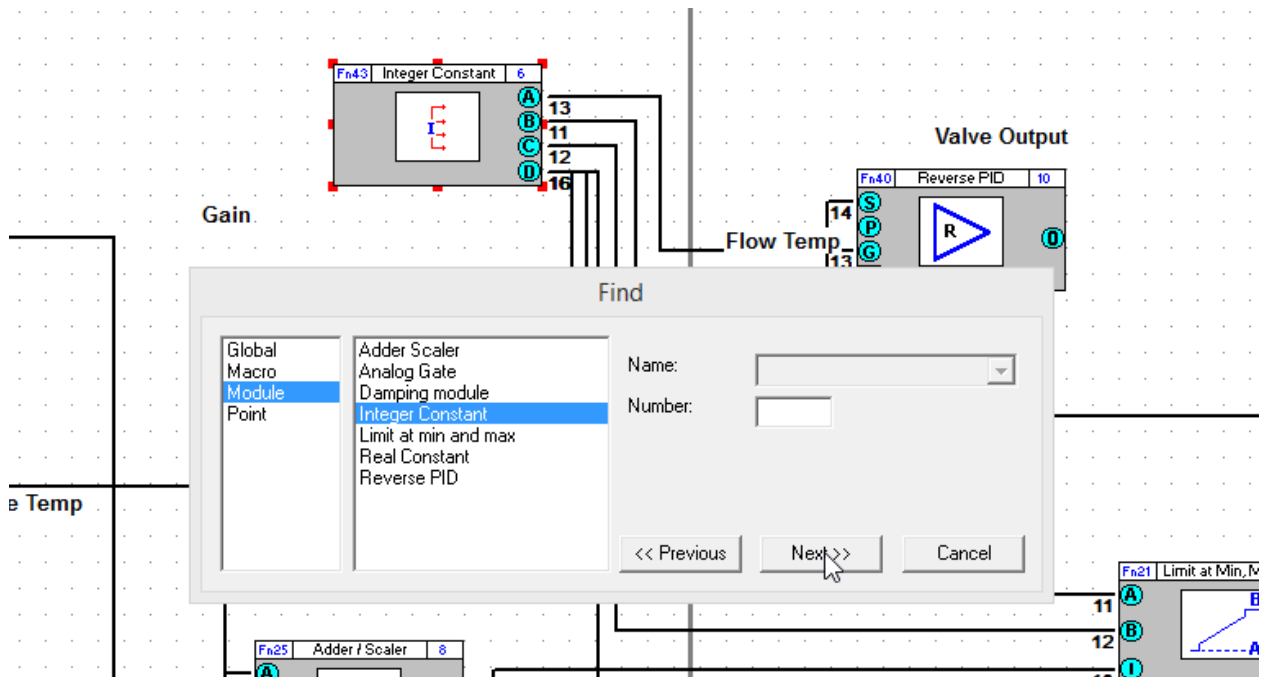 Fn43 Integer Constant 6
A
13
B
11
I
C
12
D
16
Valve Output
Fn40 Reverse PID 10
S
14
P
R
O
G
13
Gain
Flow Temp
Find
Global
Macro
Module
Point
Adder Scaler
Analog Gate
Damping module
Integer Constant
Limit at min and max
Real Constant
Reverse PID
Name:
Number:
<< Previous
Next >>
Cancel
e Temp
Fn21 Limit at Min, M
A
11
B
B
12
A
I
Fn25 Adder / Scaler 8
A